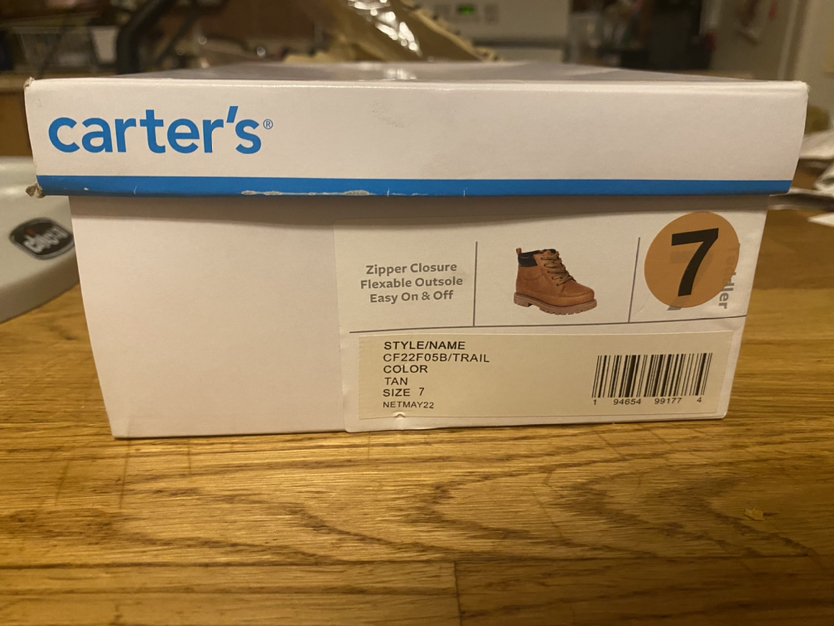 carter's®
Zipper Closure
Flexable Outsole
Easy On & Off
7
STYLE/NAME
CF22F05B/TRAIL
COLOR
TAN
SIZE 7
NETMAY22
1 94654 99177 4